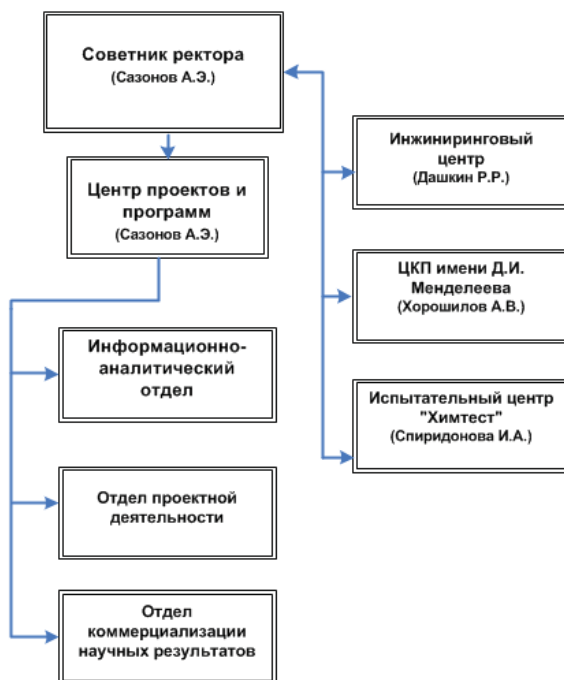 Советник ректора
(Сазонов А.Э.)
Центр проектов и
программ
(Сазонов А.Э.)
Информационно-
аналитический
отдел
Отдел проектной
деятельности
Отдел
коммерциализации
научных результатов
Инжиниринговый
центр
(Дашкин Р.Р.)
ЦКП имени Д.И.
Менделеева
(Хорошилов А.В.)
Испытательный центр
"Химтест"
(Спиридонова И.А.)